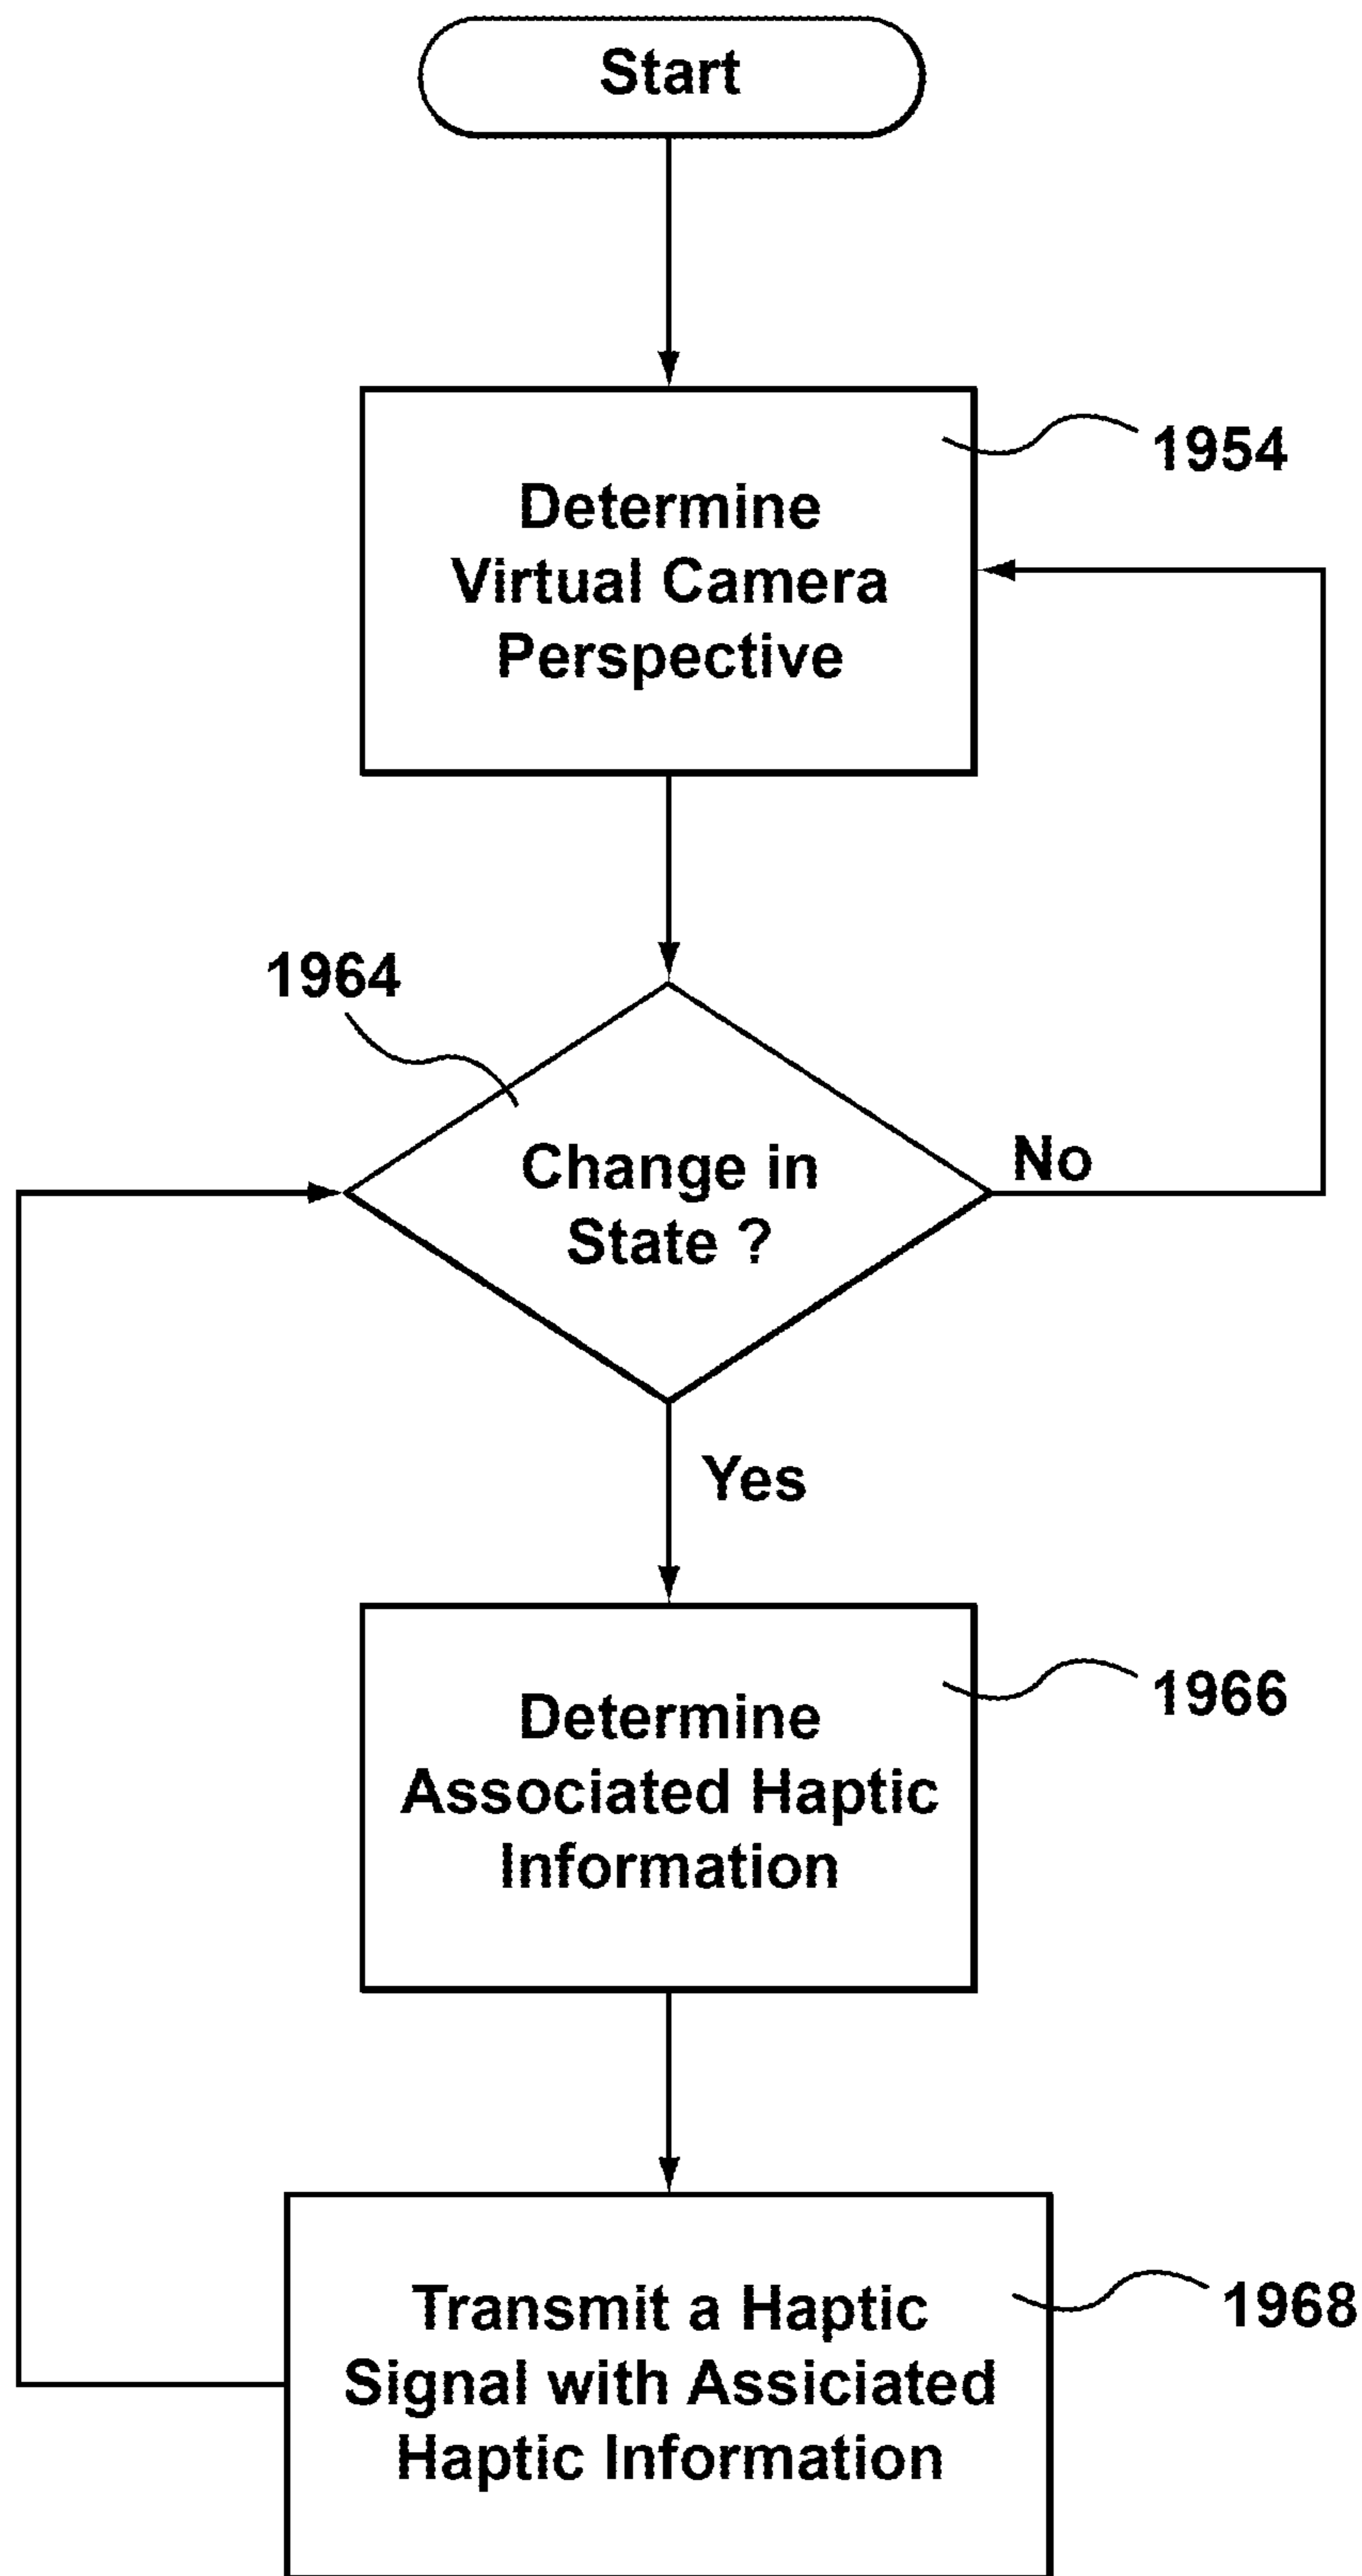 Start
1954
Determine
Virtual Camera
Perspective
1964
Change in
State ?
No
Yes
1966
Determine
Associated Haptic
Information
1968
Transmit a Haptic
Signal with Assiciated
Haptic Information